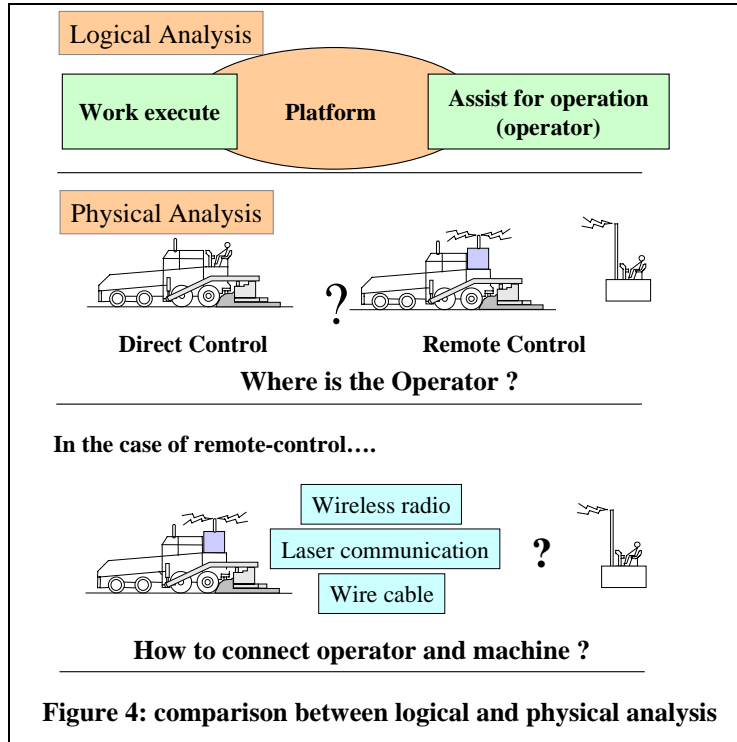 Logical Analysis
Work execute
Platform
Assist for operation
(operator)
Physical Analysis
?
Direct Control
Remote Control
Where is the Operator ?
In the case of remote-control….
Wireless radio
Laser communication
Wire cable
?
How to connect operator and machine ?
Figure 4: comparison between logical and physical analysis